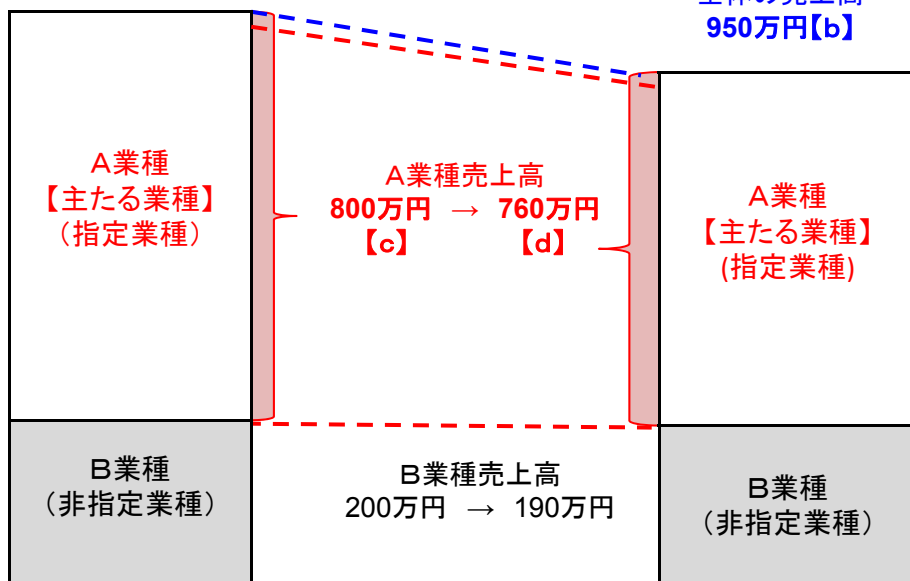 950万円【b】
A業種
【主たる業種】
（指定業種）
A業種売上高
800万円 → 760万円
【c】 【d】
A業種
【主たる業種】
(指定業種)
B業種
（非指定業種）
B業種売上高
200万円 → 190万円
B業種
（非指定業種）